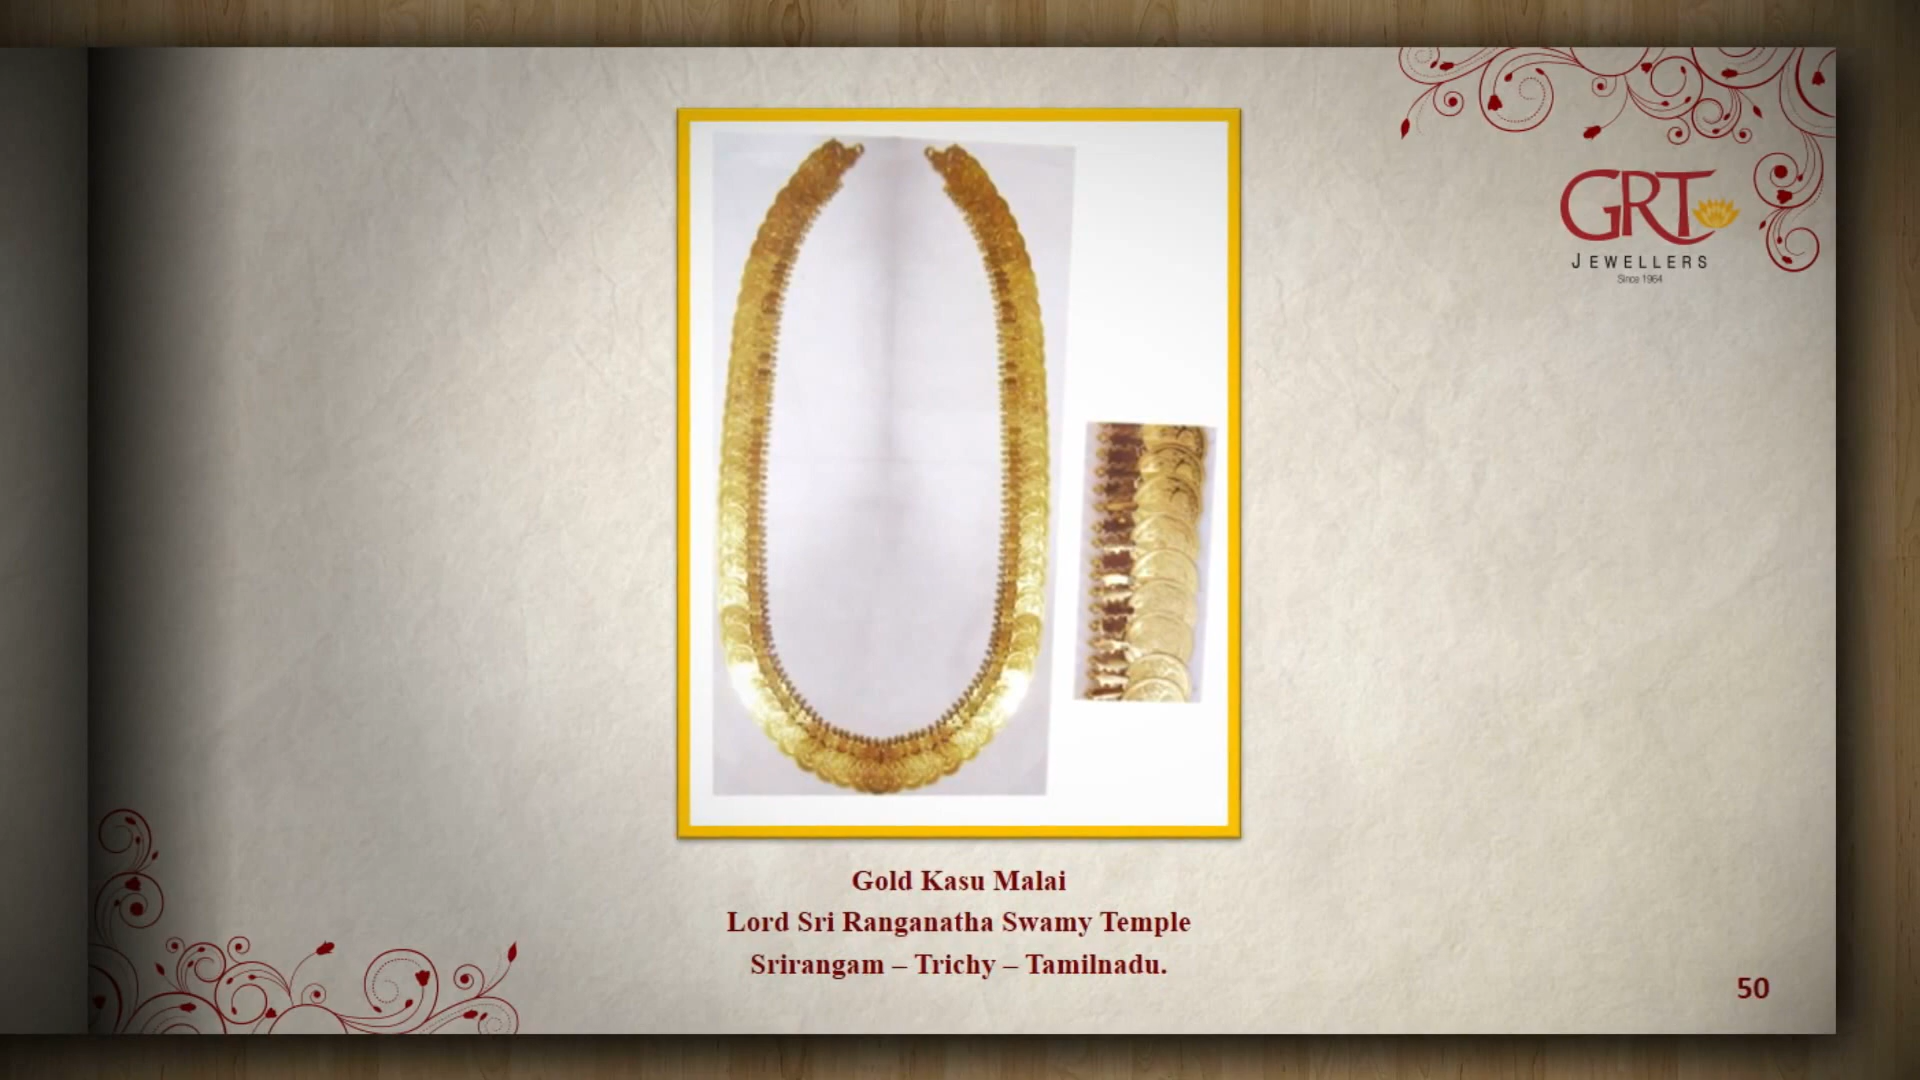 GRT
JEWELLERS
Since 1964
Gold Kasu Malai
Lord Sri Ranganatha Swamy Temple
Srirangam – Trichy – Tamilnadu.
50